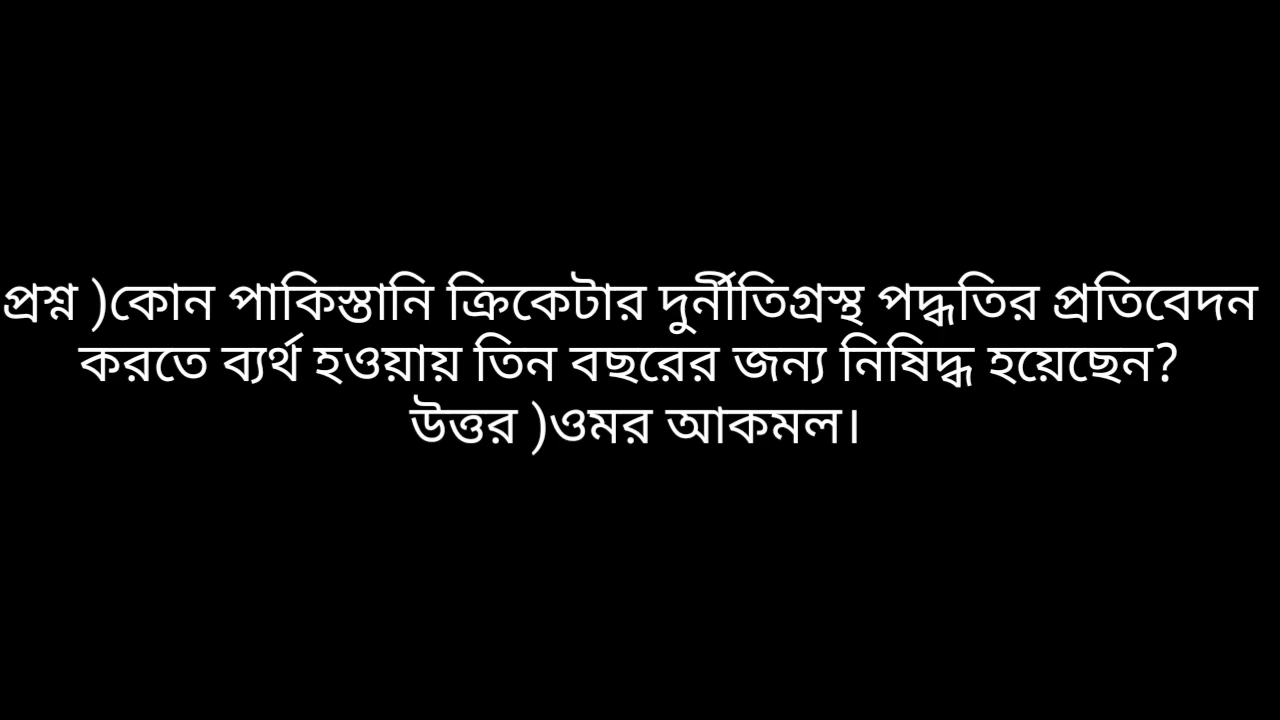 প্রশ্ন )কোন পাকিস্তানি ক্রিকেটার দুর্নীতিগ্রস্থ পদ্ধতির প্রতিবেদন
করতে ব্যর্থ হওয়ায় তিন বছরের জন্য নিষিদ্ধ হয়েছেন?
উত্তর )ওমর আকমল।